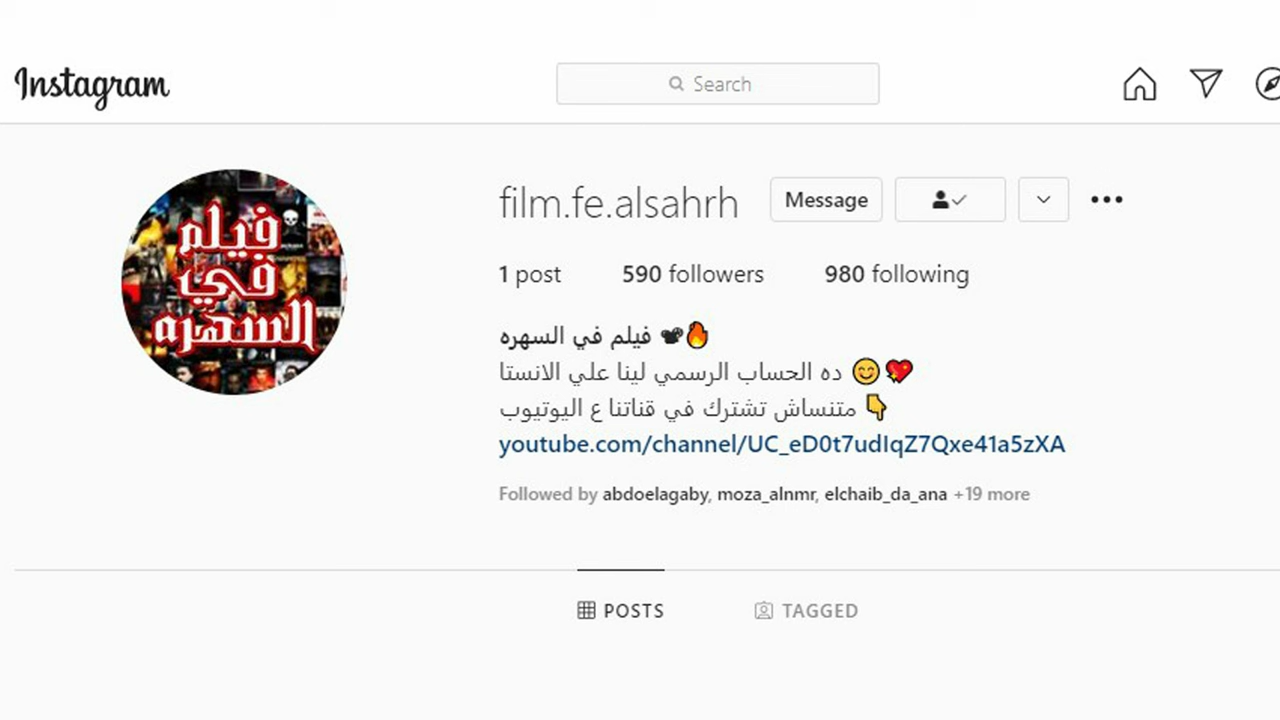 Instagram
Search
فيلم
في
السهره
film.fe.alsahrh
Message
1 post 590 followers 980 following
فيلم في السهره 📽🔥
ده الحساب الرسمي لينا علي الانستا 😊💖
متنساش تشترك في قناتنا ع اليوتيوب 👇
youtube.com/channel/UC_eD0t7udIqZ7Qxe41a5zXA
Followed by abdoelagaby, moza_alnmr, elchaib_da_ana +19 more
POSTS TAGGED